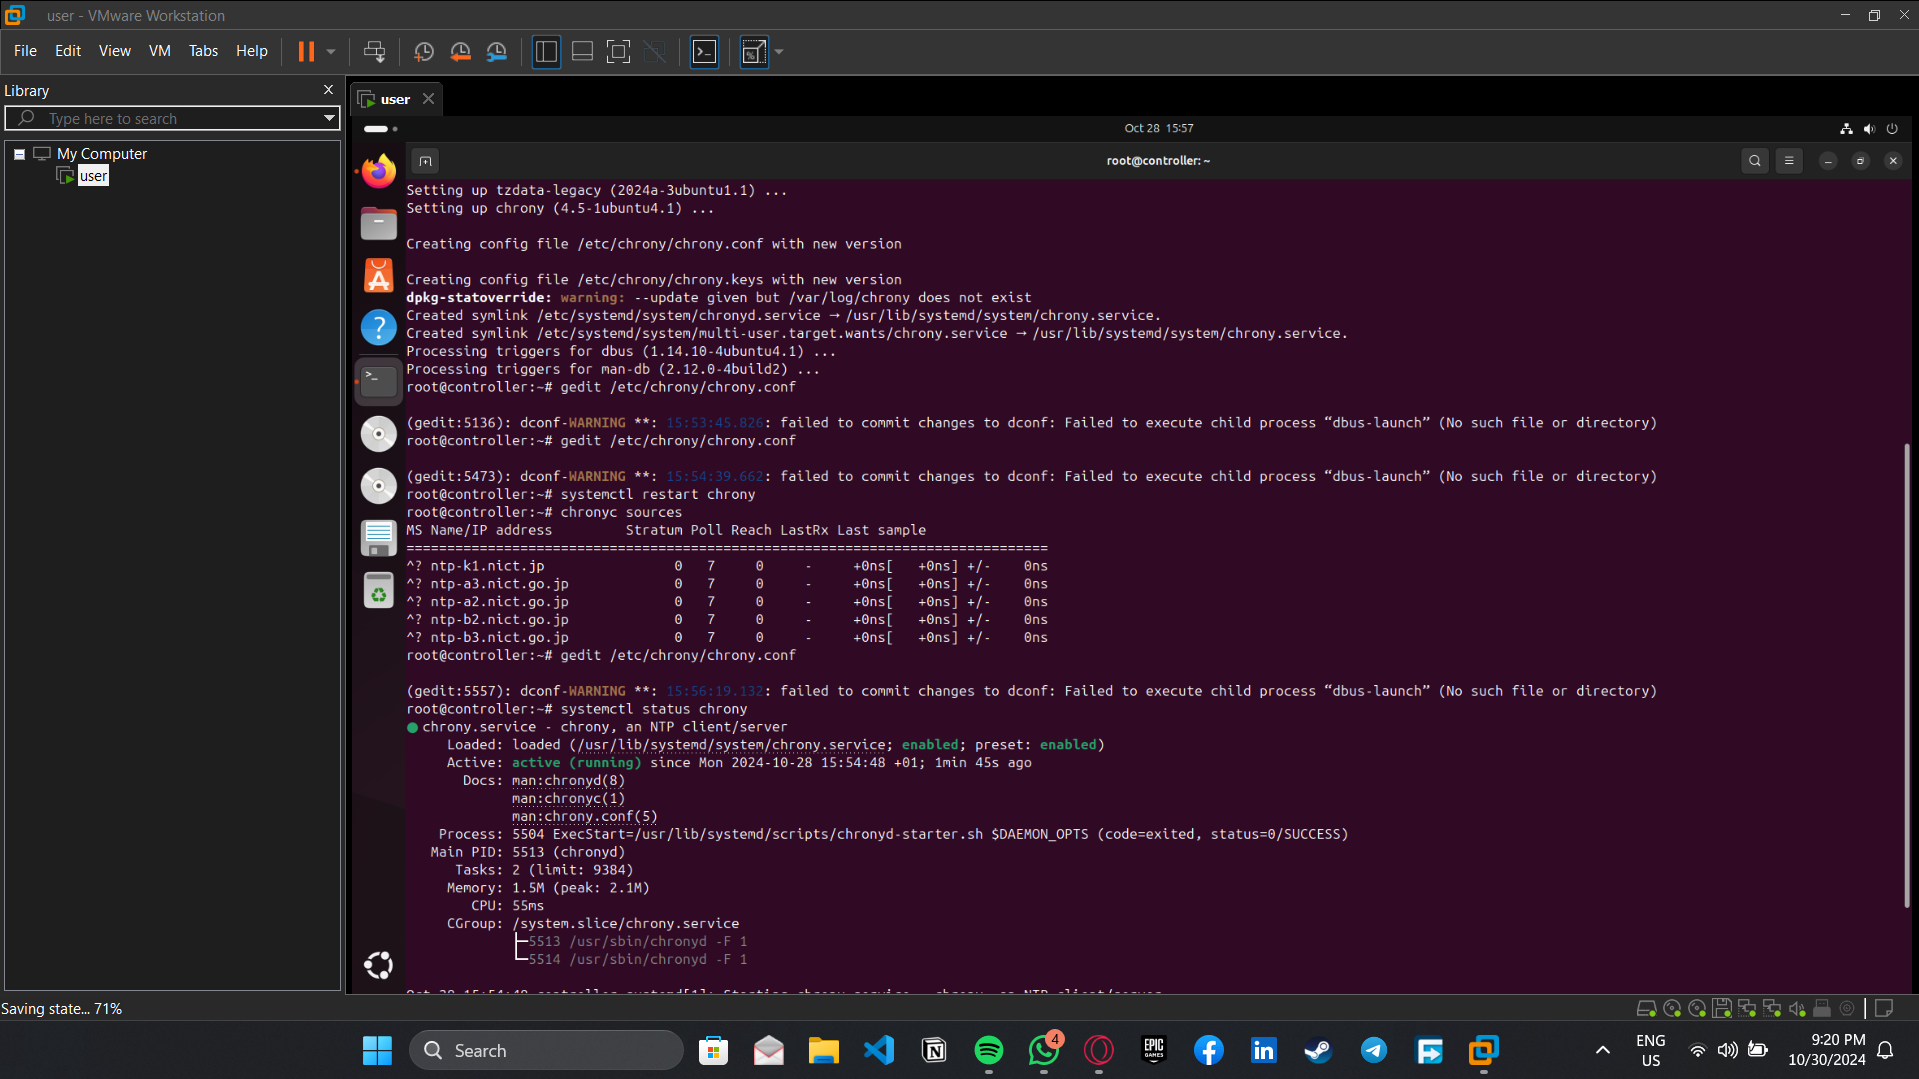 user - VMware Workstation
File Edit View VM Tabs Help
Library
Type here to search
My Computer
user
user
Oct 28 15:57
root@controller: ~
Setting up tzdata-legacy (2024a-3ubuntu1.1) ...
Setting up chrony (4.5-1ubuntu4.1) ...
Creating config file /etc/chrony/chrony.conf with new version
Creating config file /etc/chrony/chrony.keys with new version
dpkg-statoverride: warning: --update given but /var/log/chrony does not exist
Created symlink /etc/systemd/system/chronyd.service → /usr/lib/systemd/system/chrony.service.
Created symlink /etc/systemd/system/multi-user.target.wants/chrony.service → /usr/lib/systemd/system/chrony.service.
Processing triggers for dbus (1.14.10-4ubuntu4.1) ...
Processing triggers for man-db (2.12.0-4build2) ...
root@controller:~# gedit /etc/chrony/chrony.conf
(gedit:5136): dconf-WARNING **: 15:53:45.826: failed to commit changes to dconf: Failed to execute child process “dbus-launch” (No such file or directory)
root@controller:~# gedit /etc/chrony/chrony.conf
(gedit:5473): dconf-WARNING **: 15:54:39.662: failed to commit changes to dconf: Failed to execute child process “dbus-launch” (No such file or directory)
root@controller:~# systemctl restart chrony
root@controller:~# chronyc sources
MS Name/IP address         Stratum Poll Reach LastRx Last sample
===============================================================================
^? ntp-k1.nict.jp                0   7     0     -     +0ns[   +0ns] +/-    0ns
^? ntp-a3.nict.go.jp             0   7     0     -     +0ns[   +0ns] +/-    0ns
^? ntp-a2.nict.go.jp             0   7     0     -     +0ns[   +0ns] +/-    0ns
^? ntp-b2.nict.go.jp             0   7     0     -     +0ns[   +0ns] +/-    0ns
^? ntp-b3.nict.go.jp             0   7     0     -     +0ns[   +0ns] +/-    0ns
root@controller:~# gedit /etc/chrony/chrony.conf
(gedit:5557): dconf-WARNING **: 15:56:19.132: failed to commit changes to dconf: Failed to execute child process “dbus-launch” (No such file or directory)
root@controller:~# systemctl status chrony
● chrony.service - chrony, an NTP client/server
Loaded: loaded (/usr/lib/systemd/system/chrony.service; enabled; preset: enabled)
Active: active (running) since Mon 2024-10-28 15:54:48 +01; 1min 45s ago
Docs: man:chronyd(8)
man:chronyc(1)
man:chrony.conf(5)
Process: 5504 ExecStart=/usr/lib/systemd/scripts/chronyd-starter.sh $DAEMON_OPTS (code=exited, status=0/SUCCESS)
Main PID: 5513 (chronyd)
Tasks: 2 (limit: 9384)
Memory: 1.5M (peak: 2.1M)
CPU: 55ms
CGroup: /system.slice/chrony.service
├─5513 /usr/sbin/chronyd -F 1
└─5514 /usr/sbin/chronyd -F 1
Oct 28 15:54:48 controller systemd[1]: Starting chrony.service - chrony, an NTP client/server...
Saving state... 71%
Search
4
EPIC GAMES
ENG
US
9:20 PM
10/30/2024